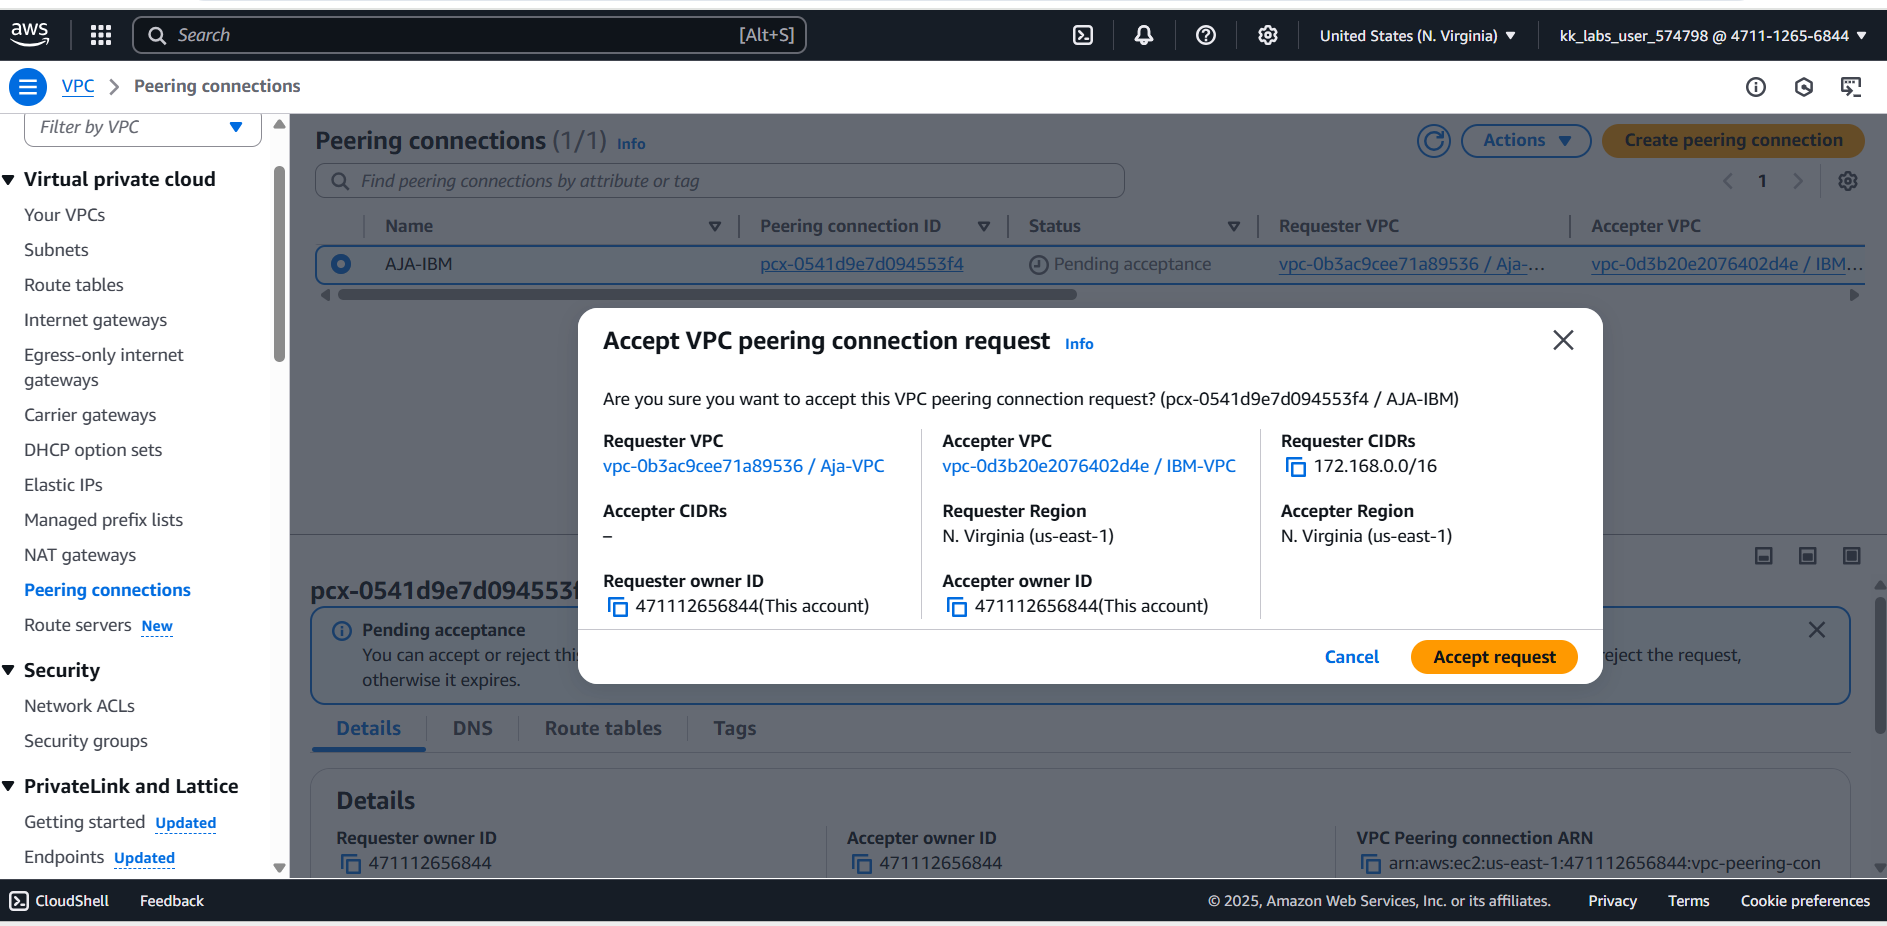 aws
Search [Alt+S]
United States (N. Virginia)
kk_labs_user_574798 @ 4711-1265-6844
VPC
Peering connections
Filter by VPC
Virtual private cloud
Your VPCs
Subnets
Route tables
Internet gateways
Egress-only internet
gateways
Carrier gateways
DHCP option sets
Elastic IPs
Managed prefix lists
NAT gateways
Peering connections
Route servers New
Security
Network ACLs
Security groups
PrivateLink and Lattice
Getting started Updated
Endpoints Updated
Peering connections (1/1) Info
Actions
Create peering connection
Find peering connections by attribute or tag
1
Name
Peering connection ID
Status
Requester VPC
Accepter VPC
AJA-IBM
pcx-0541d9e7d094553f4
Pending acceptance
vpc-0b3ac9cee71a89536 / Aja-...
vpc-0d3b20e2076402d4e / IBM...
Accept VPC peering connection request Info
Are you sure you want to accept this VPC peering connection request? (pcx-0541d9e7d094553f4 / AJA-IBM)
Requester VPC
vpc-0b3ac9cee71a89536 / Aja-VPC
Accepter VPC
vpc-0d3b20e2076402d4e / IBM-VPC
Requester CIDRs
172.168.0.0/16
Accepter CIDRs
–
Requester Region
N. Virginia (us-east-1)
Accepter Region
N. Virginia (us-east-1)
Requester owner ID
471112656844(This account)
Accepter owner ID
471112656844(This account)
Cancel
Accept request
pcx-0541d9e7d094553f
Pending acceptance
You can accept or reject this
eject the request,
otherwise it expires.
Details
DNS
Route tables
Tags
Details
Requester owner ID
471112656844
Accepter owner ID
471112656844
VPC Peering connection ARN
arn:aws:ec2:us-east-1:471112656844:vpc-peering-con
CloudShell
Feedback
© 2025, Amazon Web Services, Inc. or its affiliates.
Privacy
Terms
Cookie preferences